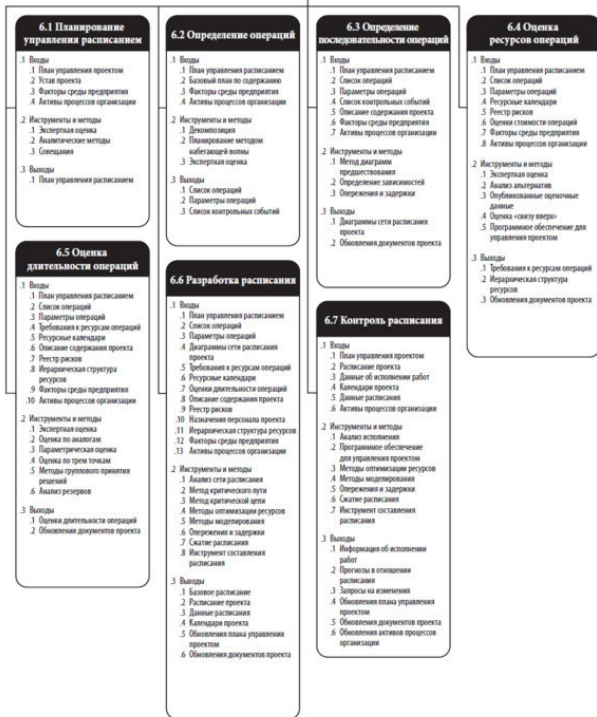 6.1 Планирование
управления расписанием
.1 Входы
.1 План управления проектом
.2 Устав проекта
.3 Факторы среды предприятия
.4 Активы процессов организации
.2 Инструменты и методы
.1 Экспертная оценка
.2 Аналитические методы
.3 Совещания
.3 Выходы
.1 План управления расписанием
6.2 Определение операций
.1 Входы
.1 План управления расписанием
.2 Базовый план по содержанию
.3 Факторы среды предприятия
.4 Активы процессов организации
.2 Инструменты и методы
.1 Декомпозиция
.2 Планирование методом
набегающей волны
.3 Экспертная оценка
.3 Выходы
.1 Список операций
.2 Параметры операций
.3 Список контрольных событий
6.3 Определение
последовательности операций
.1 Входы
.1 План управления расписанием
.2 Список операций
.3 Параметры операций
.4 Список контрольных событий
.5 Описание содержания проекта
.6 Факторы среды предприятия
.7 Активы процессов организации
.2 Инструменты и методы
.1 Метод диаграмм
предшествования
.2 Определение зависимостей
.3 Опережения и задержки
.3 Выходы
.1 Диаграммы сети расписания
проекта
.2 Обновления документов проекта
6.4 Оценка
ресурсов операций
.1 Входы
.1 План управления расписанием
.2 Список операций
.3 Параметры операций
.4 Ресурсные календари
.5 Реестр рисков
.6 Оценки стоимости операций
.7 Факторы среды предприятия
.8 Активы процессов организации
.2 Инструменты и методы
.1 Экспертная оценка
.2 Анализ альтернатив
.3 Опубликованные оценочные
данные
.4 Оценка «снизу вверх»
.5 Программное обеспечение для
управления проектом
.3 Выходы
.1 Требования к ресурсам операций
.2 Иерархическая структура
ресурсов
.3 Обновления документов проекта
6.5 Оценка
длительности операций
.1 Входы
.1 План управления расписанием
.2 Список операций
.3 Параметры операций
.4 Требования к ресурсам операций
.5 Ресурсные календари
.6 Описание содержания проекта
.7 Реестр рисков
.8 Иерархическая структура
ресурсов
.9 Факторы среды предприятия
.10 Активы процессов организации
.2 Инструменты и методы
.1 Экспертная оценка
.2 Оценка по аналогам
.3 Параметрическая оценка
.4 Оценка по трем точкам
.5 Методы группового принятия
решений
.6 Анализ резервов
.3 Выходы
.1 Оценки длительности операций
.2 Обновления документов проекта
6.6 Разработка расписания
.1 Входы
.1 План управления расписанием
.2 Список операций
.3 Параметры операций
.4 Диаграммы сети расписания
проекта
.5 Требования к ресурсам операций
.6 Ресурсные календари
.7 Оценки длительности операций
.8 Описание содержания проекта
.9 Реестр рисков
.10 Назначения персонала проекта
.11 Иерархическая структура ресурсов
.12 Факторы среды предприятия
.13 Активы процессов организации
.2 Инструменты и методы
.1 Анализ сети расписания
.2 Метод критического пути
.3 Метод критической цепи
.4 Методы оптимизации ресурсов
.5 Методы моделирования
.6 Опережения и задержки
.7 Сжатие расписания
.8 Инструмент составления
расписания
.3 Выходы
.1 Базовое расписание
.2 Расписание проекта
.3 Данные расписания
.4 Календари проекта
.5 Обновления плана управления
проектом
.6 Обновления документов проекта
6.7 Контроль расписания
.1 Входы
.1 План управления проектом
.2 Расписание проекта
.3 Данные об исполнении работ
.4 Календари проекта
.5 Данные расписания
.6 Активы процессов организации
.2 Инструменты и методы
.1 Анализ исполнения
.2 Программное обеспечение
для управления проектом
.3 Методы оптимизации ресурсов
.4 Методы моделирования
.5 Опережения и задержки
.6 Сжатие расписания
.7 Инструмент составления
расписания
.3 Выходы
.1 Информация об исполнении
работ
.2 Прогнозы в отношении
расписания
.3 Запросы на изменения
.4 Обновления плана управления
проектом
.5 Обновления документов проекта
.6 Обновления активов процессов
организации